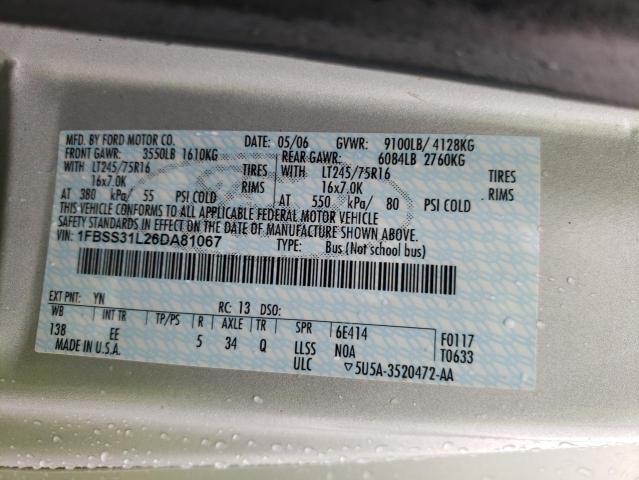 MFD. BY FORD MOTOR CO. DATE: 05/06 GVWR: 9100LB/ 4128KG
FRONT GAWR: 3550LB 1610KG REAR GAWR: 6084LB 2760KG
WITH LT245/75R16 TIRES WITH LT245/75R16 TIRES
16x7.0K RIMS 16x7.0K RIMS
AT 380 kPa/ 55 PSI COLD AT 550 kPa/ 80 PSI COLD
THIS VEHICLE CONFORMS TO ALL APPLICABLE FEDERAL MOTOR VEHICLE
SAFETY STANDARDS IN EFFECT ON THE DATE OF MANUFACTURE SHOWN ABOVE.
VIN: 1FBSS31L26DA81067 TYPE: Bus (Not school bus)
EXT PNT: YN RC: 13 DSO:
WB INT TR TP/PS R AXLE TR SPR 6E414 F0117
138 EE 5 34 Q LLSS NOA T0633
MADE IN U.S.A. ULC ▽5U5A-3520472-AA